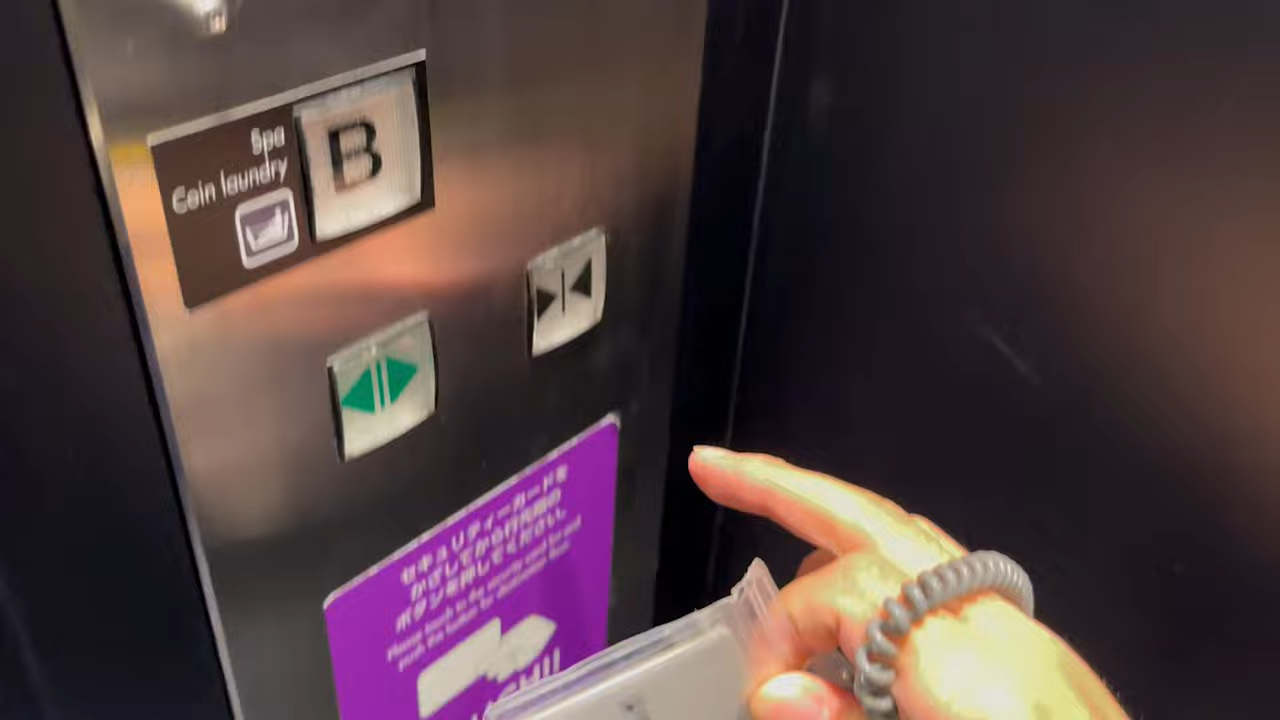 Spa
B
Coin laundry
セキュリティーカードを
かざしてから行先階の
ボタンを押してください。
Please touch to the security card here and
push the button for destination floor.